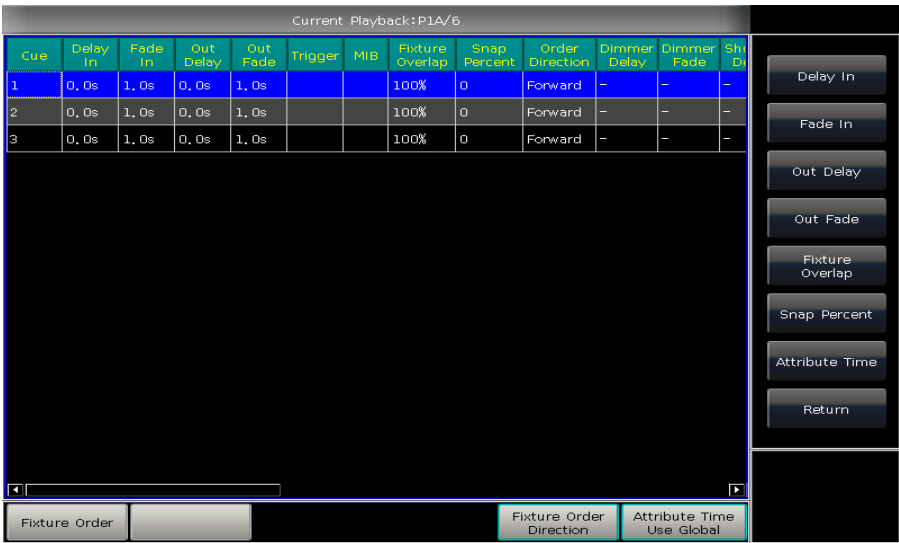 Current Playback:P1A/6
Cue Delay In Fade In Out Delay Out Fade Trigger MIB Fixture Overlap Snap Percent Order Direction Dimmer Delay Dimmer Fade
1 0.0s 1.0s 0.0s 1.0s 100% 0 Forward – – –
2 0.0s 1.0s 0.0s 1.0s 100% 0 Forward – – –
3 0.0s 1.0s 0.0s 1.0s 100% 0 Forward – – –
Delay In
Fade In
Out Delay
Out Fade
Fixture
Overlap
Snap Percent
Attribute Time
Return
Fixture Order
Fixture Order
Direction
Attribute Time
Use Global